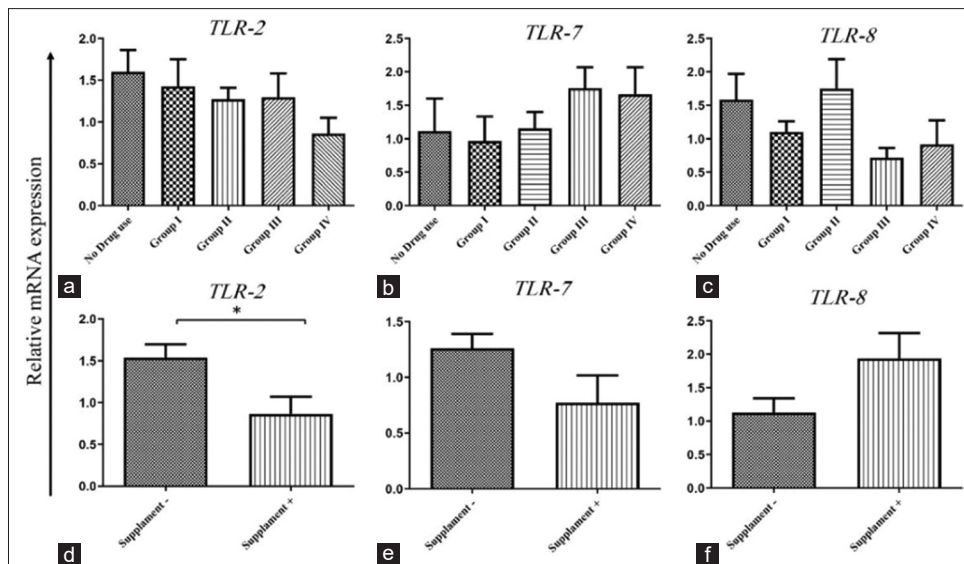 Relative mRNA expression
TLR-2
2.0
1.5
1.0
0.5
0.0
No Drug use
Group I
Group II
Group III
Group IV
a
TLR-7
2.5
2.0
1.5
1.0
0.5
0.0
No Drug use
Group I
Group II
Group III
Group IV
b
TLR-8
2.5
2.0
1.5
1.0
0.5
0.0
No Drug use
Group I
Group II
Group III
Group IV
c
TLR-2
*
2.0
1.5
1.0
0.5
0.0
Supplament -
Supplament +
d
TLR-7
1.5
1.0
0.5
0.0
Supplament -
Supplament +
e
TLR-8
2.5
2.0
1.5
1.0
0.5
0.0
Supplament -
Supplament +
f